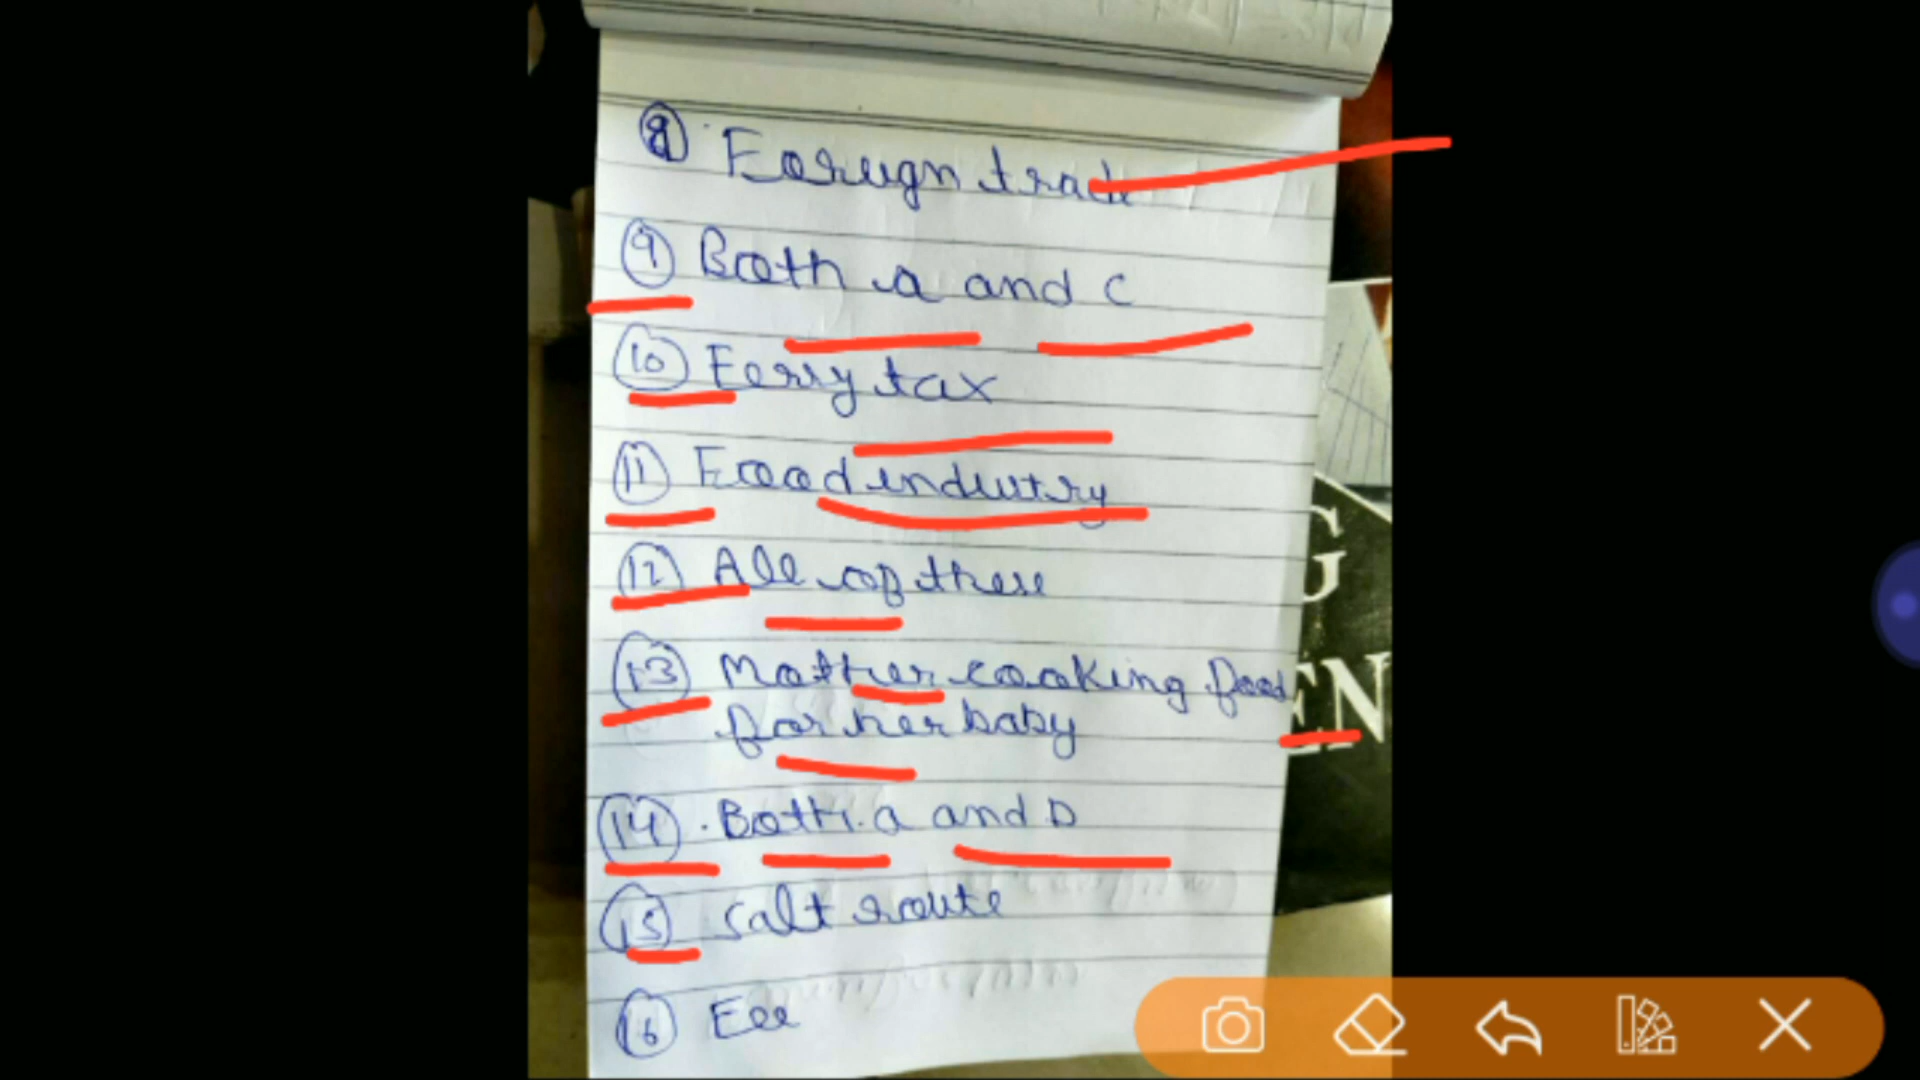 8 Foreign trade
9 Both a and c
10 Ferry tax
11 Food industry
12 All of these
13 Mother cooking food
for her baby
14 . Both . a and D
15 Salt route
16
G
EN